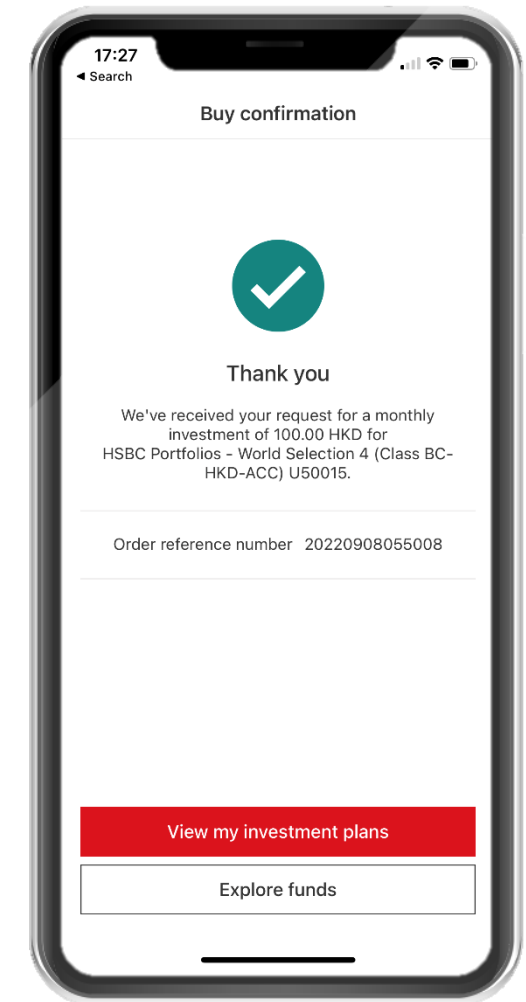 17:27
◀ Search
Buy confirmation
Thank you
We've received your request for a monthly
investment of 100.00 HKD for
HSBC Portfolios - World Selection 4 (Class BC-
HKD-ACC) U50015.
Order reference number 20220908055008
View my investment plans
Explore funds